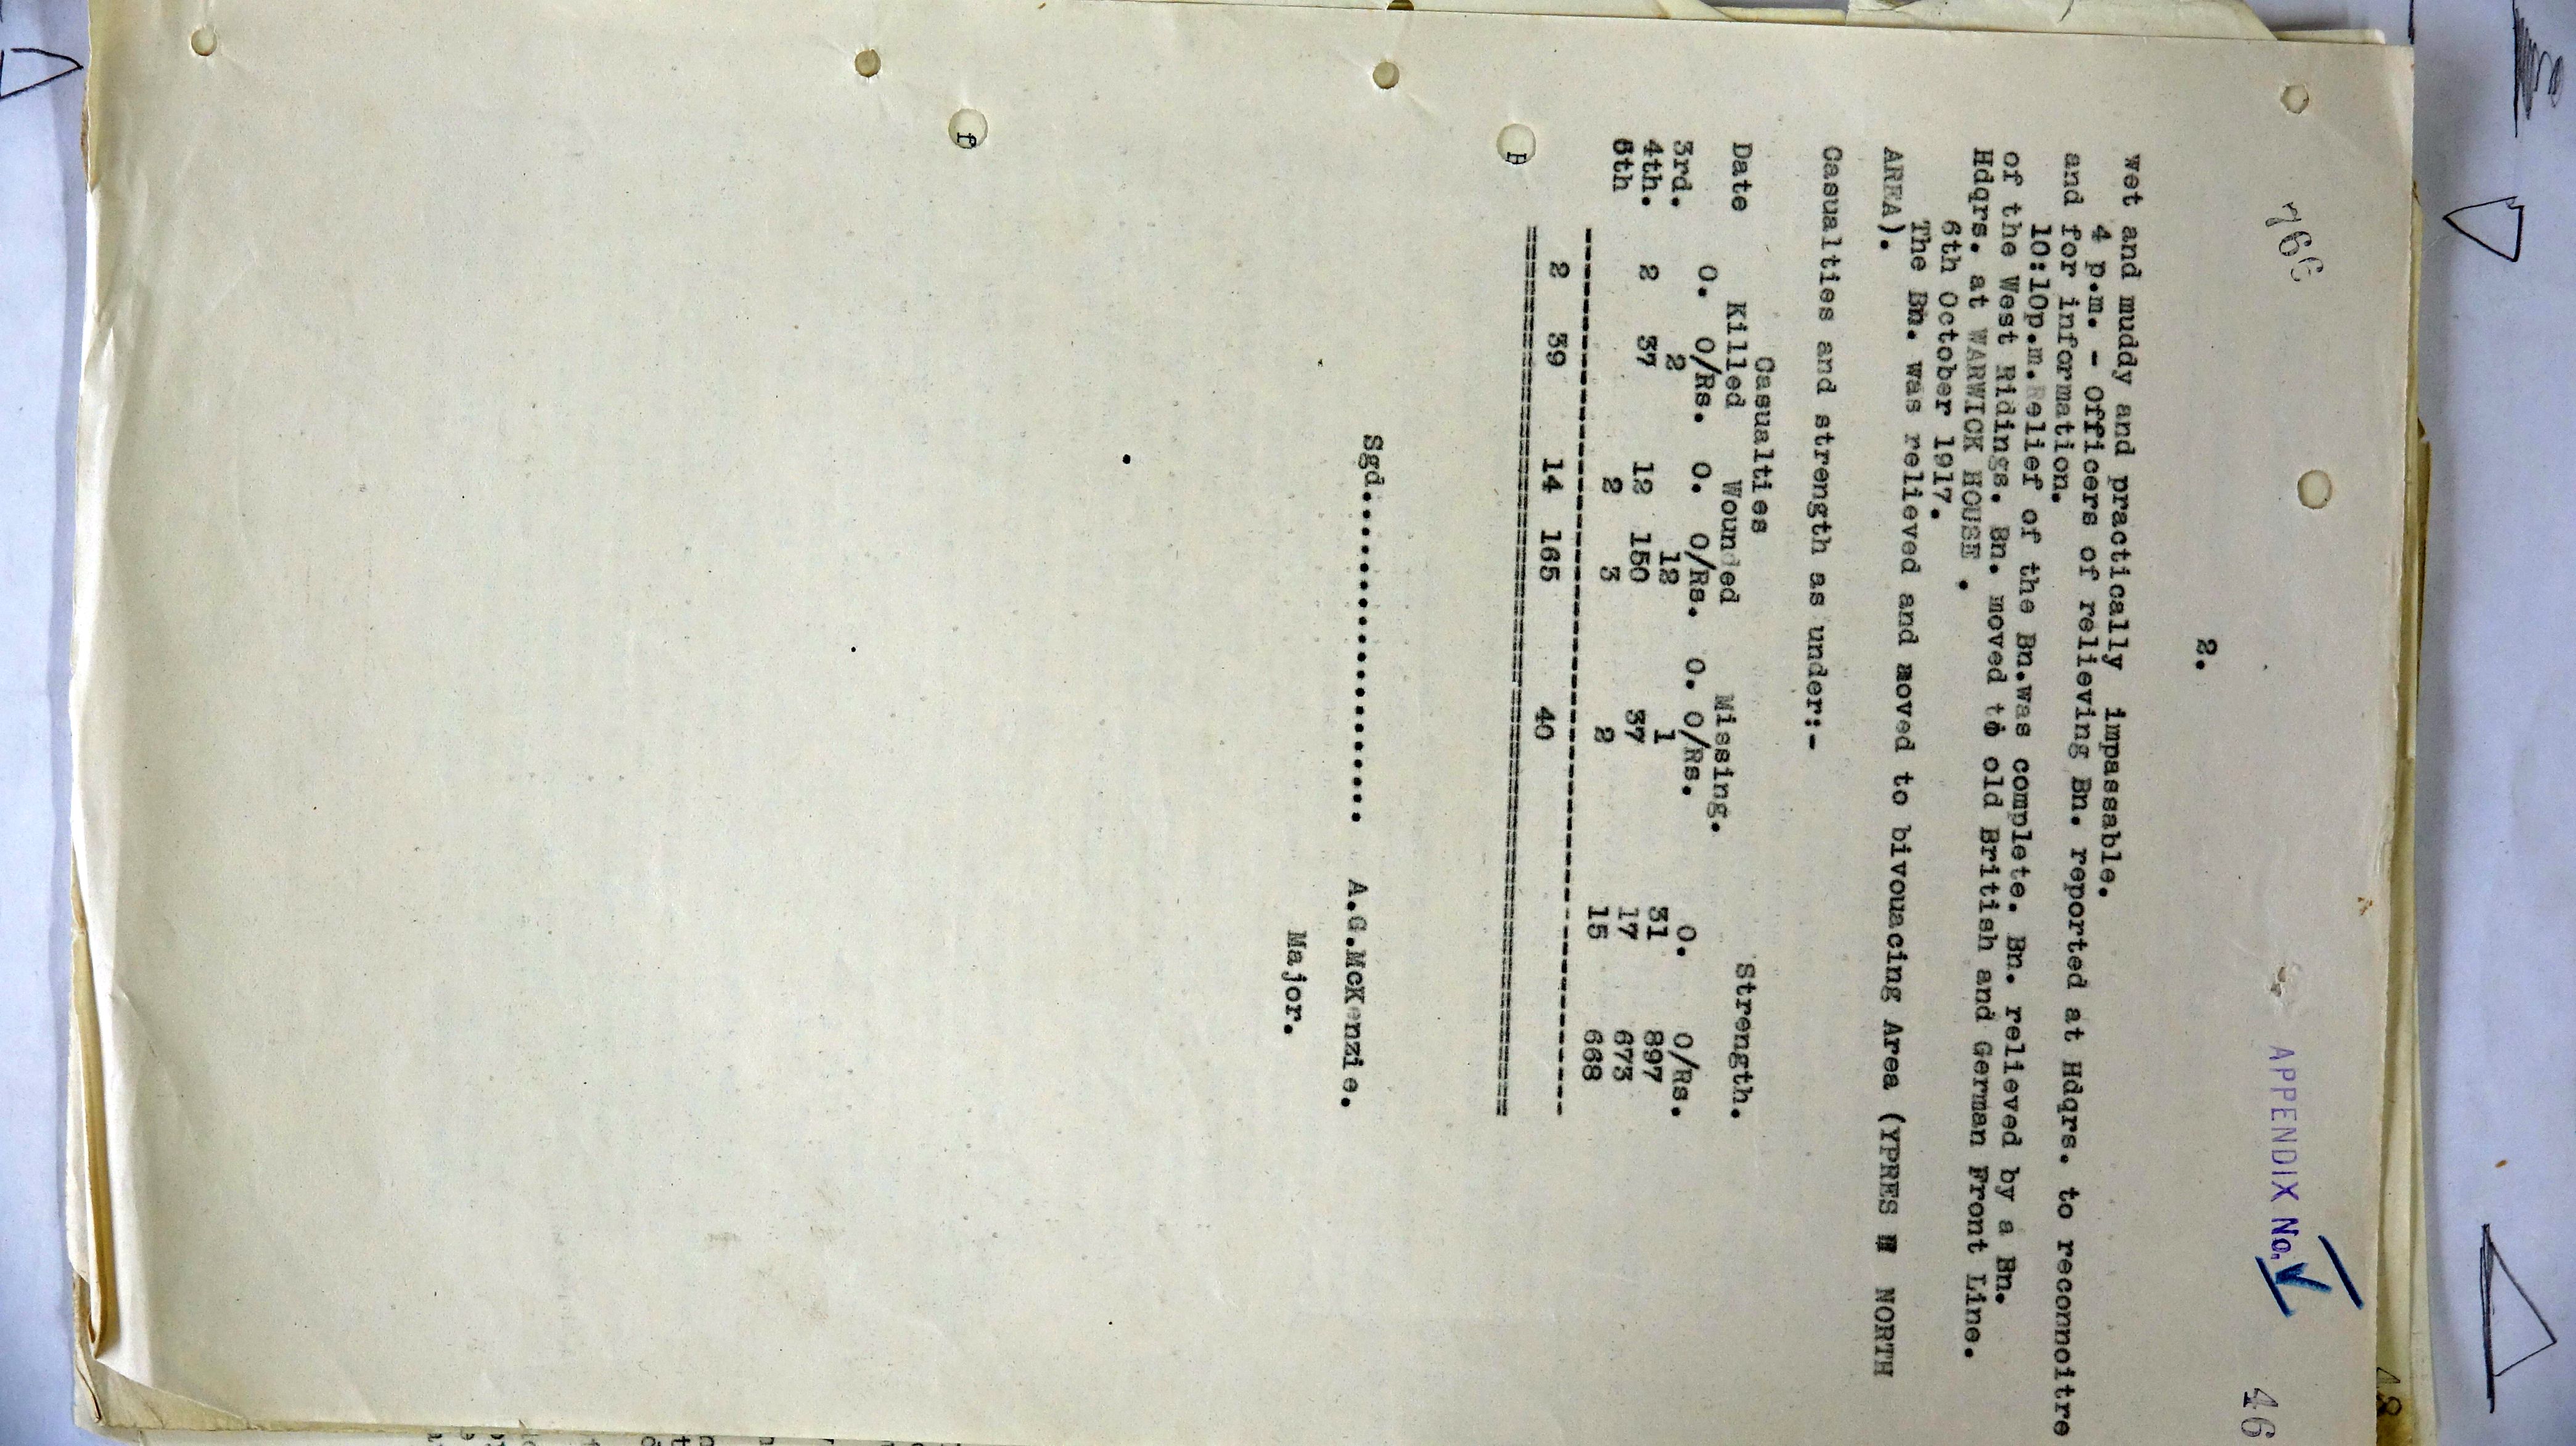 766
2.
APPENDIX No. V
46
wet and muddy and practically impassable.
4 p.m. - Officers of relieving Bn. reported at Hdqrs. to reconnoitre
and for information.
10:10p.m.Relief of the Bn.was complete. Bn. relieved by a Bn.
of the West Ridings. Bn. moved to old British and German Front Line.
Hdqrs. at WARWICK HOUSE .
6th October 1917.
The Bn. was relieved and moved to bivouacing Area (YPRES NORTH
AREA).
Casualties and strength as under:-
Casualties
Date Killed Wounded Missing. Strength.
O. O/Rs. O. O/Rs. O. O/Rs. O. O/Rs.
3rd. 2 12 1 31 897
4th. 2 37 12 150 37 17 673
6th 2 3 2 15 668
2 39 14 165 40
Sgd........................ A.G.McKenzie.
Major.